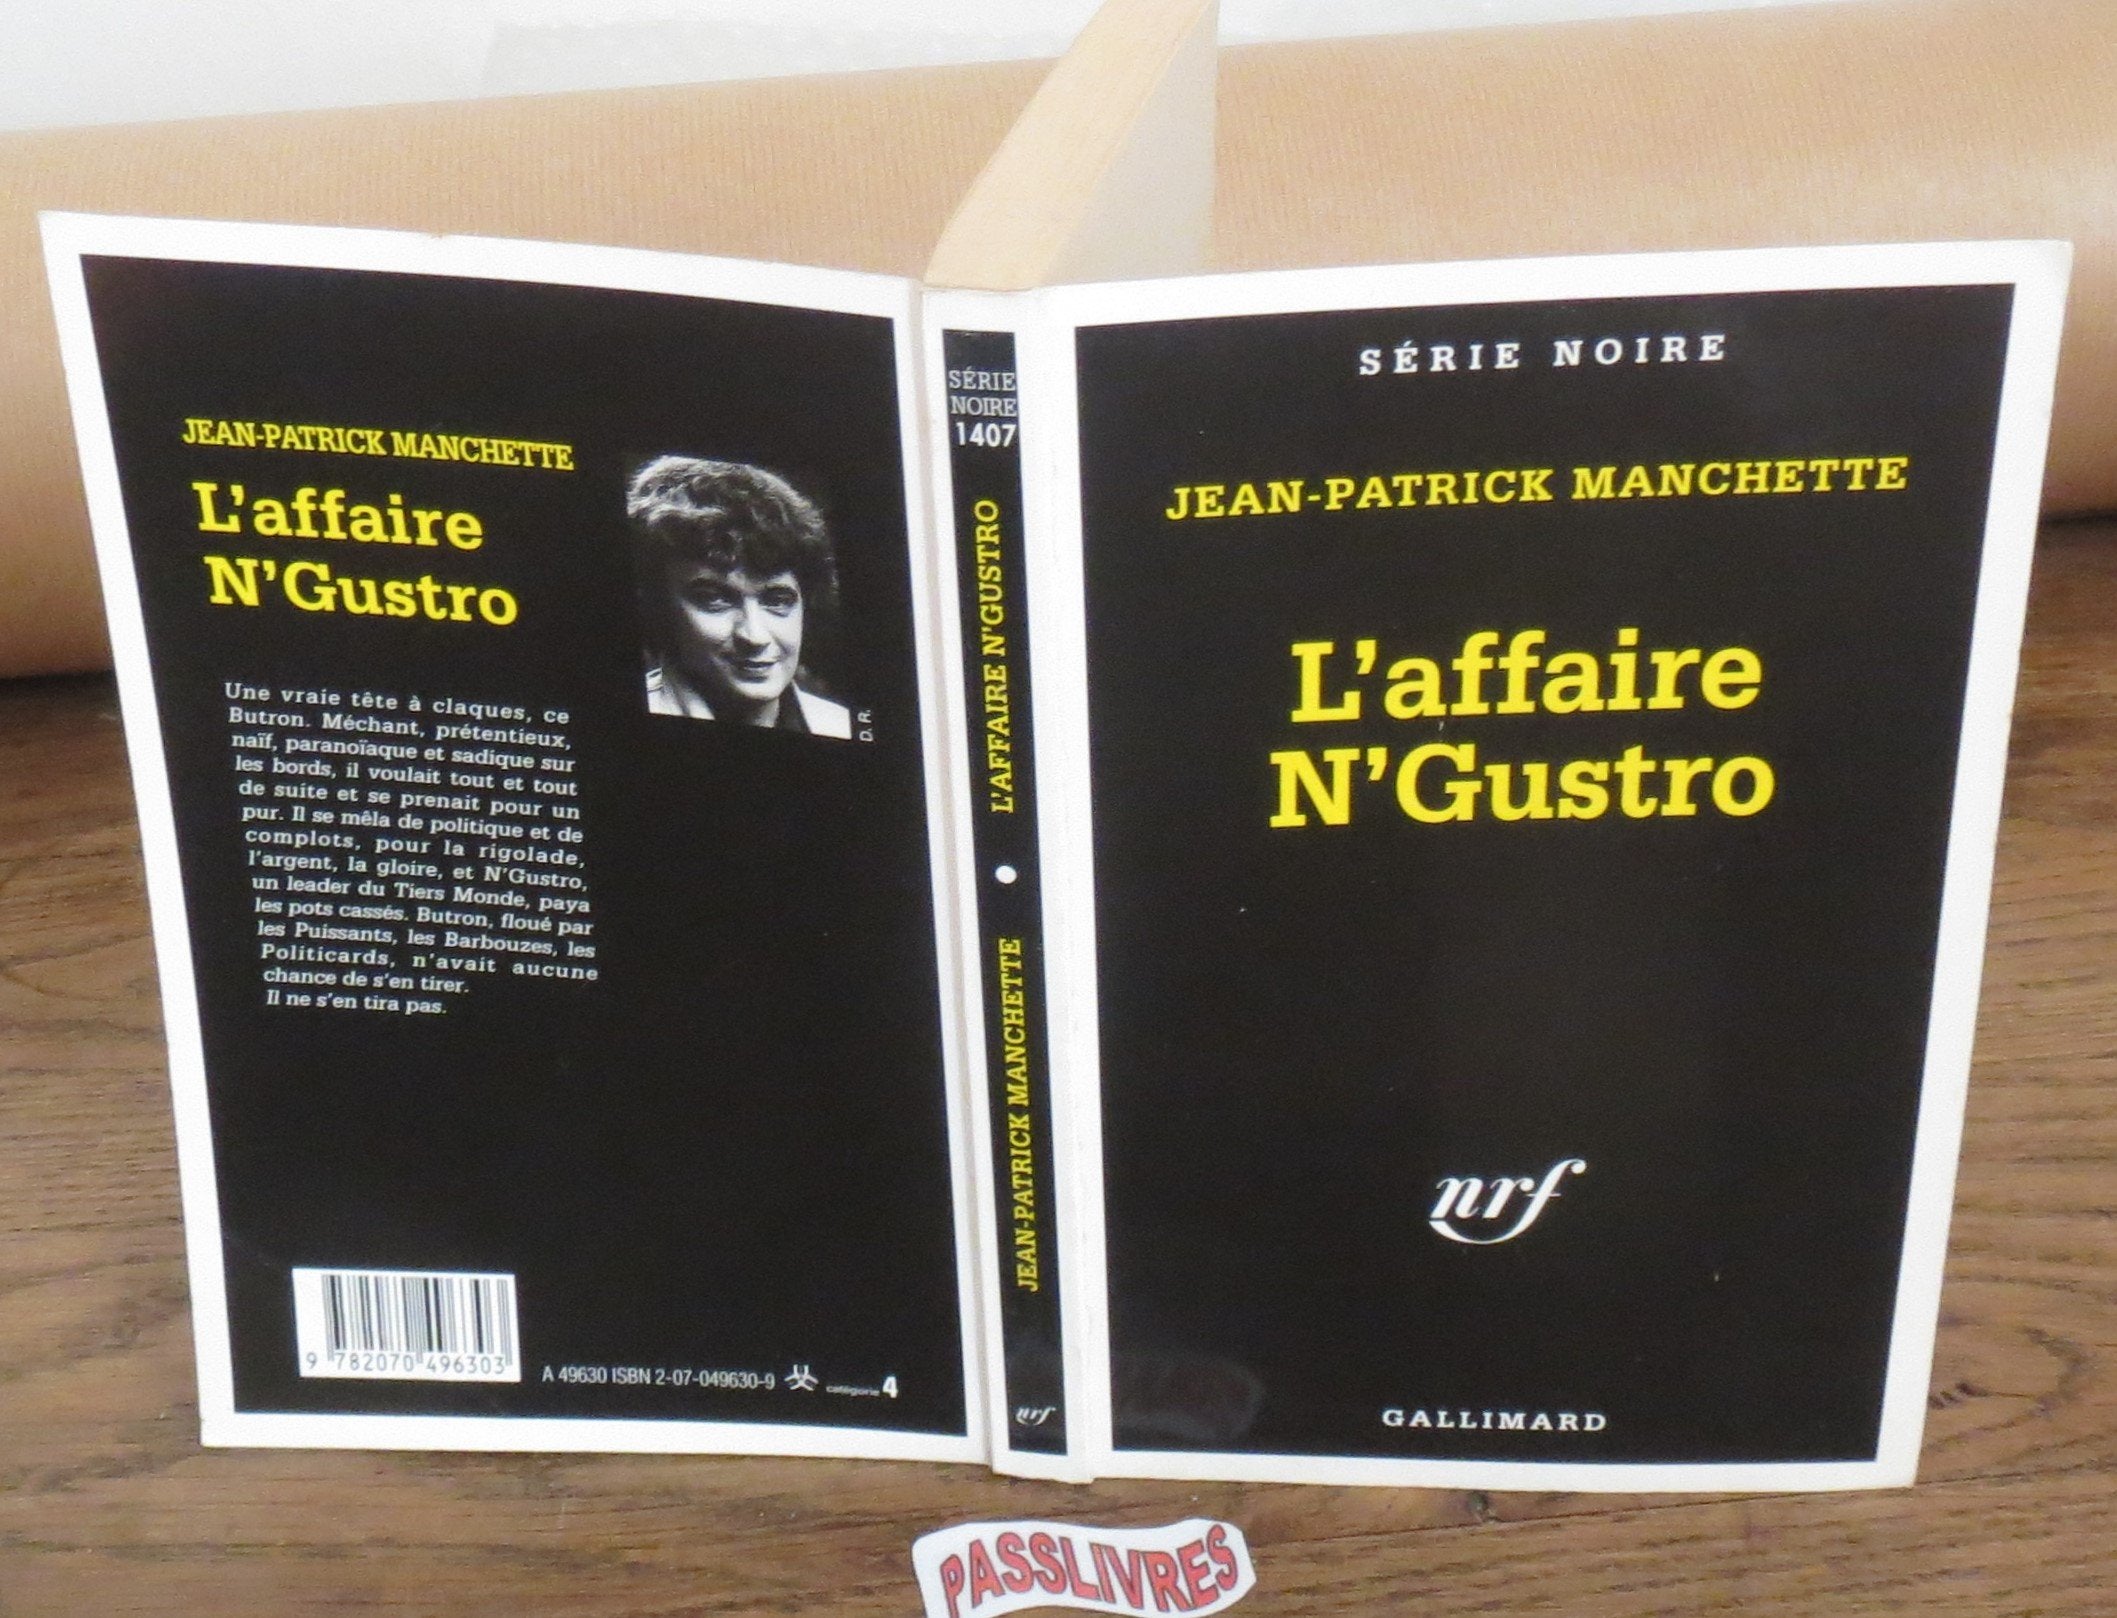 JEAN-PATRICK MANCHETTE
L'affaire
N'Gustro
Une vraie tête à claques, ce
Butron. Méchant, prétentieux,
naïf, paranoïaque et sadique sur
les bords, il voulait tout et tout
de suite et se prenait pour un
pur. Il se mêla de politique et de
complots, pour la rigolade,
l'argent, la gloire, et N'Gustro,
un leader du Tiers Monde, paya
les pots cassés. Butron, floué par
les Puissants, les Barbouzes, les
Politicards, n'avait aucune
chance de s'en tirer.
Il ne s'en tira pas.
D. R.
9 782070 496303
A 49630 ISBN 2-07-049630-9 catégorie 4
SÉRIE
NOIRE
1407
JEAN-PATRICK MANCHETTE • L'AFFAIRE N'GUSTRO
nrf
SÉRIE NOIRE
JEAN-PATRICK MANCHETTE
L'affaire
N'Gustro
nrf
GALLIMARD
PASSLIVRES